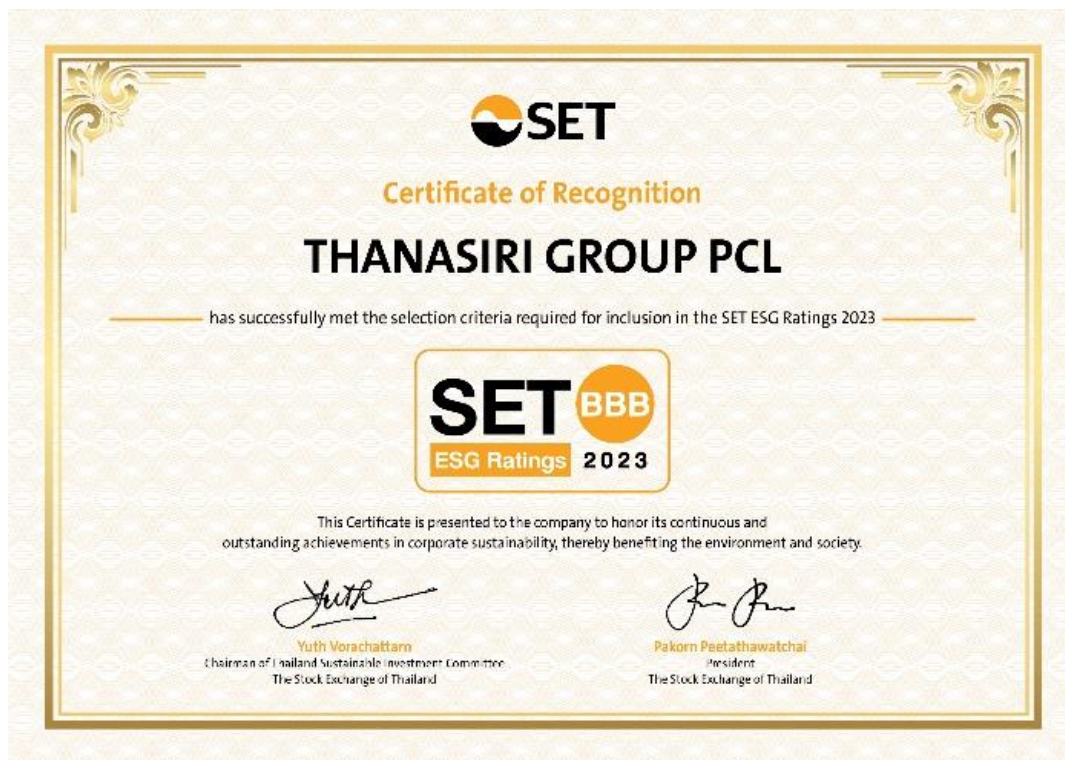 SET
Certificate of Recognition
THANASIRI GROUP PCL
has successfully met the selection criteria required for inclusion in the SET ESG Ratings 2023
SET BBB
ESG Ratings 2023
This Certificate is presented to the company to honor its continuous and
outstanding achievements in corporate sustainability, thereby benefiting the environment and society.
Yuth Vorachattarn
Chairman of Thailand Sustainable Investment Committee
The Stock Exchange of Thailand
Pakorn Peetathawatchai
President
The Stock Exchange of Thailand